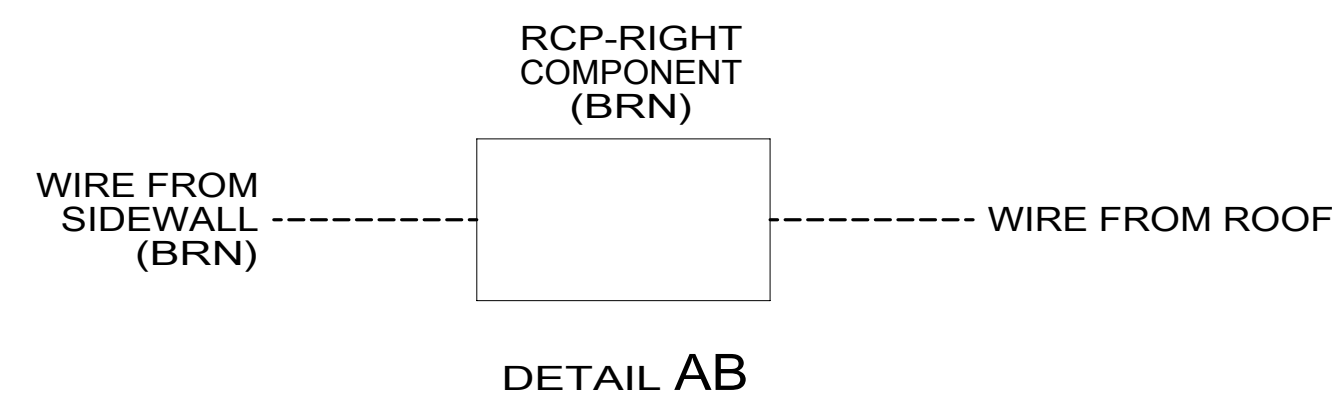 RCP-RIGHT
COMPONENT
(BRN)
WIRE FROM
SIDEWALL
(BRN)
WIRE FROM ROOF
DETAIL AB